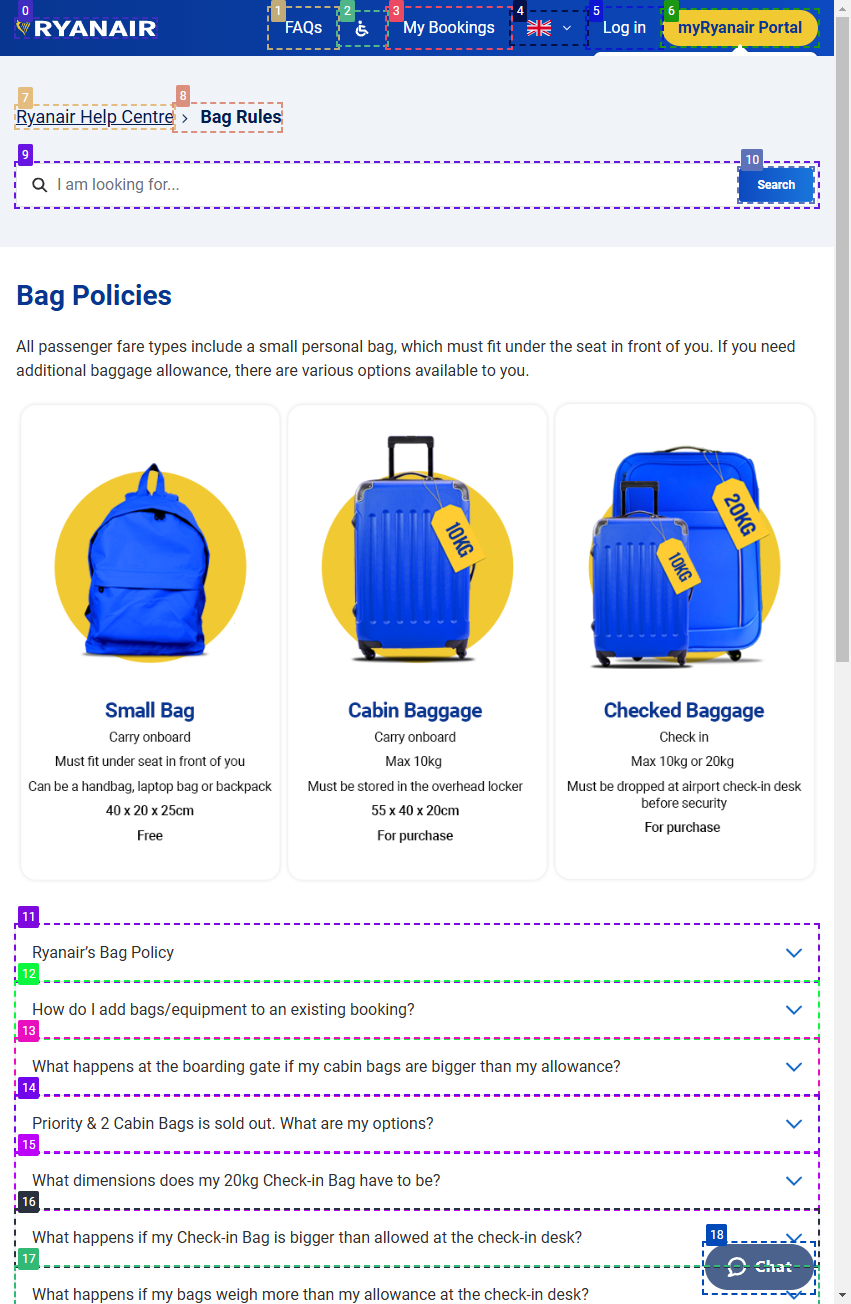 0
1
2
3
4
5
6
RYANAIR
FAQs
My Bookings
Log in
myRyanair Portal
7
8
Ryanair Help Centre
Bag Rules
9
10
I am looking for...
Search
Bag Policies
All passenger fare types include a small personal bag, which must fit under the seat in front of you. If you need
additional baggage allowance, there are various options available to you.
10KG
20KG
10KG
Small Bag
Carry onboard
Must fit under seat in front of you
Can be a handbag, laptop bag or backpack
40 x 20 x 25cm
Free
Cabin Baggage
Carry onboard
Max 10kg
Must be stored in the overhead locker
55 x 40 x 20cm
For purchase
Checked Baggage
Check in
Max 10kg or 20kg
Must be dropped at airport check-in desk
before security
For purchase
11
Ryanair’s Bag Policy
12
How do I add bags/equipment to an existing booking?
13
What happens at the boarding gate if my cabin bags are bigger than my allowance?
14
Priority & 2 Cabin Bags is sold out. What are my options?
15
What dimensions does my 20kg Check-in Bag have to be?
16
What happens if my Check-in Bag is bigger than allowed at the check-in desk?
17
18
Chat
What happens if my bags weigh more than my allowance at the check-in desk?